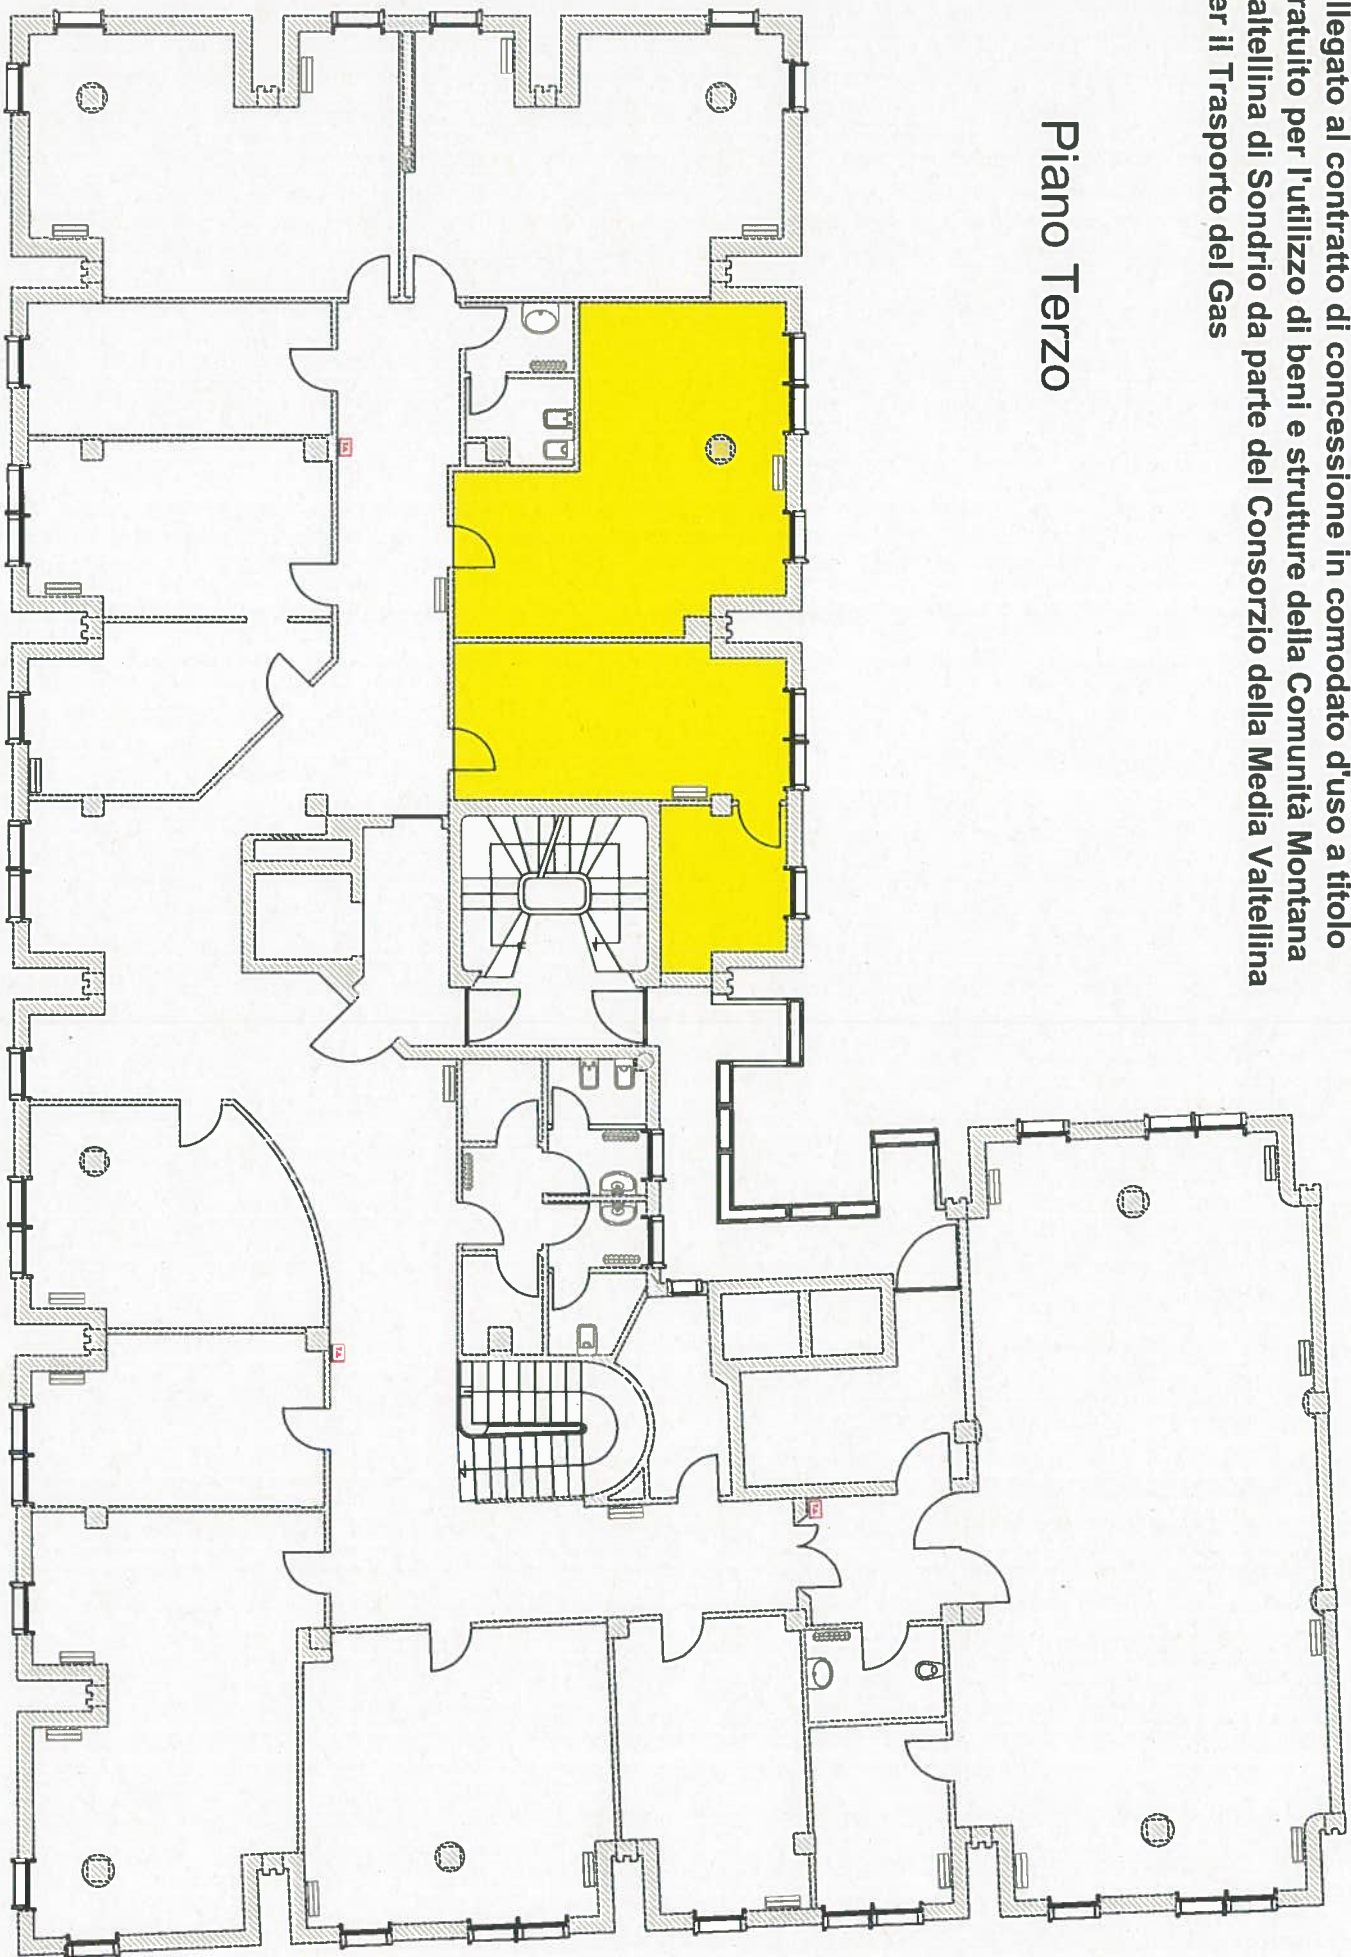 llegato al contratto di concessione in commodato d'uso a titolo
ratuito per l'utilizzo di beni e strutture della Comunità Montana
altellina di Sondrio da parte del Consorzio della Media Valtellina
er il Trasporto del Gas
Piano Terzo